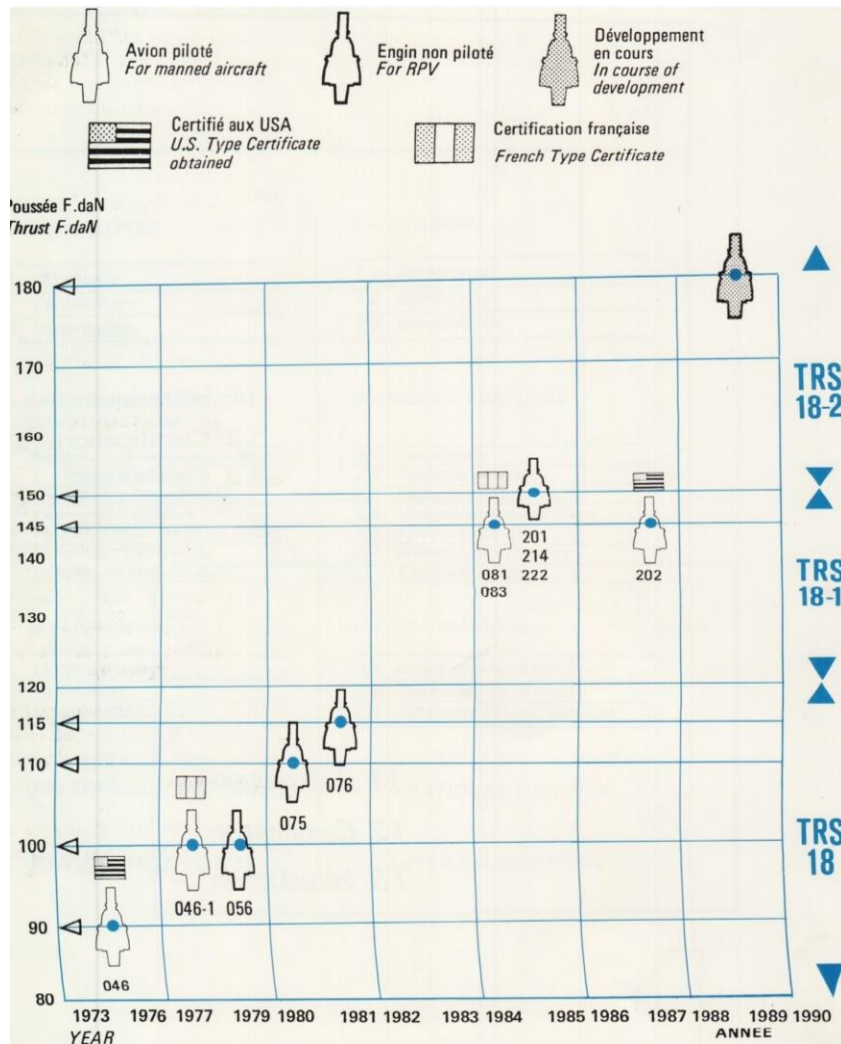 Avion piloté
For manned aircraft
Engin non piloté
For RPV
Développement
en cours
In course of
development
Certifié aux USA
U.S. Type Certificate
obtained
Certification française
French Type Certificate
Poussée F.daN
Thrust F.daN
180
170
TRS
18-2
160
150
145
201
214
222
140
081
083
202
TRS
18-1
130
120
115
110
076
075
100
TRS
18
046-1
056
90
046
80
1973 1976 1977 1979 1980 1981 1982 1983 1984 1985 1986 1987 1988 1989 1990
YEAR
ANNEE